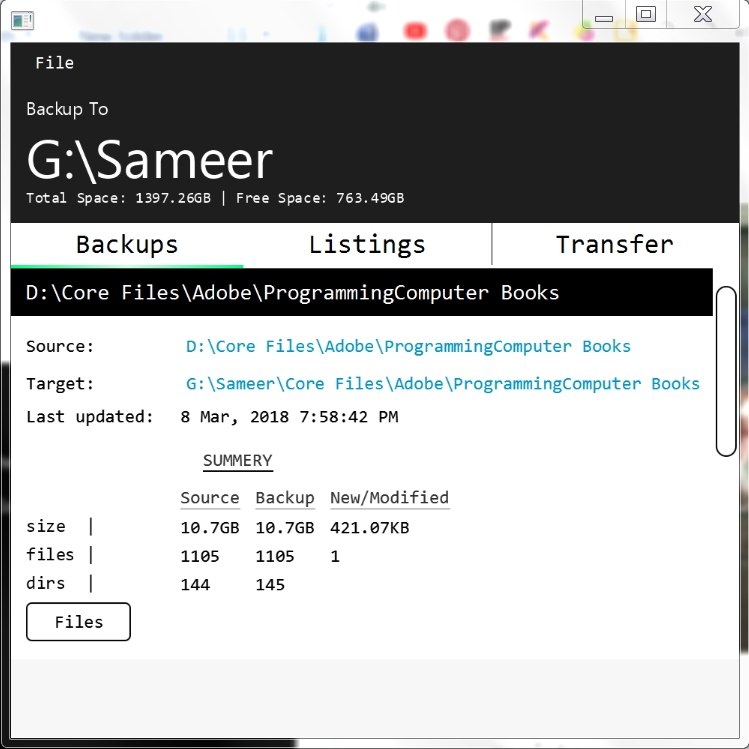 File
Backup To
G:\Sameer
Total Space: 1397.26GB | Free Space: 763.49GB
Backups Listings Transfer
D:\Core Files\Adobe\ProgrammingComputer Books
Source: D:\Core Files\Adobe\ProgrammingComputer Books
Target: G:\Sameer\Core Files\Adobe\ProgrammingComputer Books
Last updated: 8 Mar, 2018 7:58:42 PM
SUMMERY
Source Backup New/Modified
size | 10.7GB 10.7GB 421.07KB
files | 1105 1105 1
dirs | 144 145
Files